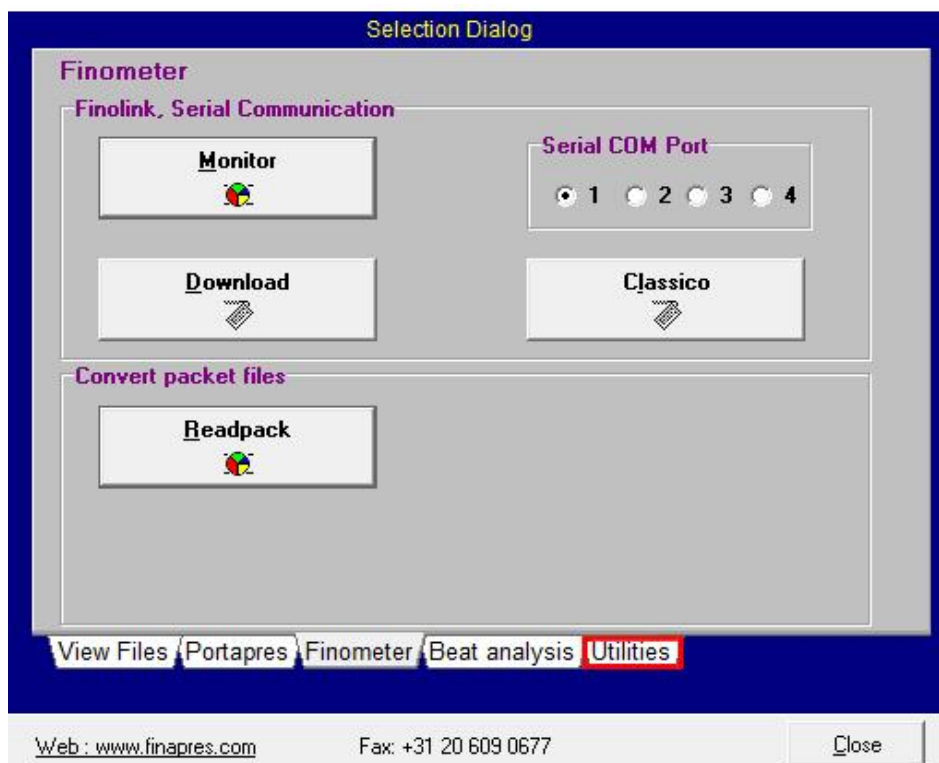 Selection Dialog
Finometer
Finolink, Serial Communication
Monitor
Serial COM Port
1 2 3 4
Download
Classico
Convert packet files
Readpack
View Files Portapres Finometer Beat analysis Utilities
Web : www.finapres.com Fax: +31 20 609 0677 Close